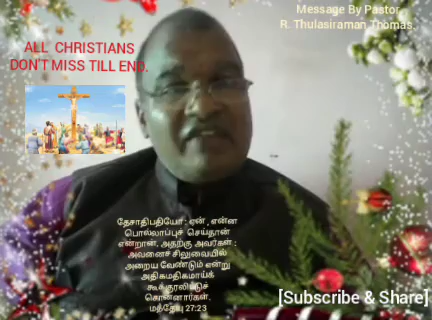 Message By Pastor
R. Thulasiraman Thomas.
ALL CHRISTIANS
DON'T MISS TILL END.
தேசாதிபதியோ : ஏன் , என்ன
பொல்லாப்புச் செய்தான்
என்றான், அதற்கு அவர்கள் :
அவனைச் சிலுவையில்
அறைய வேண்டும் என்று
அதிகமதிகமாய்க்
கூக்குரலிட்டுச்
கொன்னார்கள்,
மத்தேயு 27:23
[Subscribe & Share]